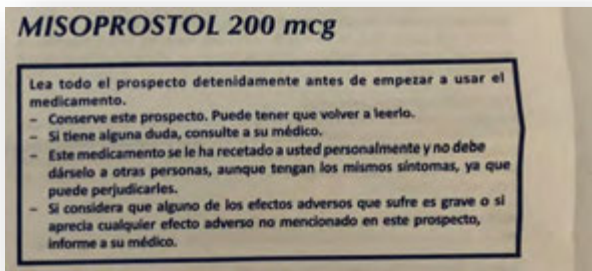 MISOPROSTOL 200 mcg
Lea todo el prospecto detenidamente antes de empezar a usar el
medicamento.
- Conserve este prospecto. Puede tener que volver a leerlo.
- Si tiene alguna duda, consulte a su médico.
- Este medicamento se le ha recetado a usted personalmente y no debe
dárselo a otras personas, aunque tengan los mismos síntomas, ya que
puede perjudicarles.
- Si considera que alguno de los efectos adversos que sufre es grave o si
aprecia cualquier efecto adverso no mencionado en este prospecto,
informe a su médico.